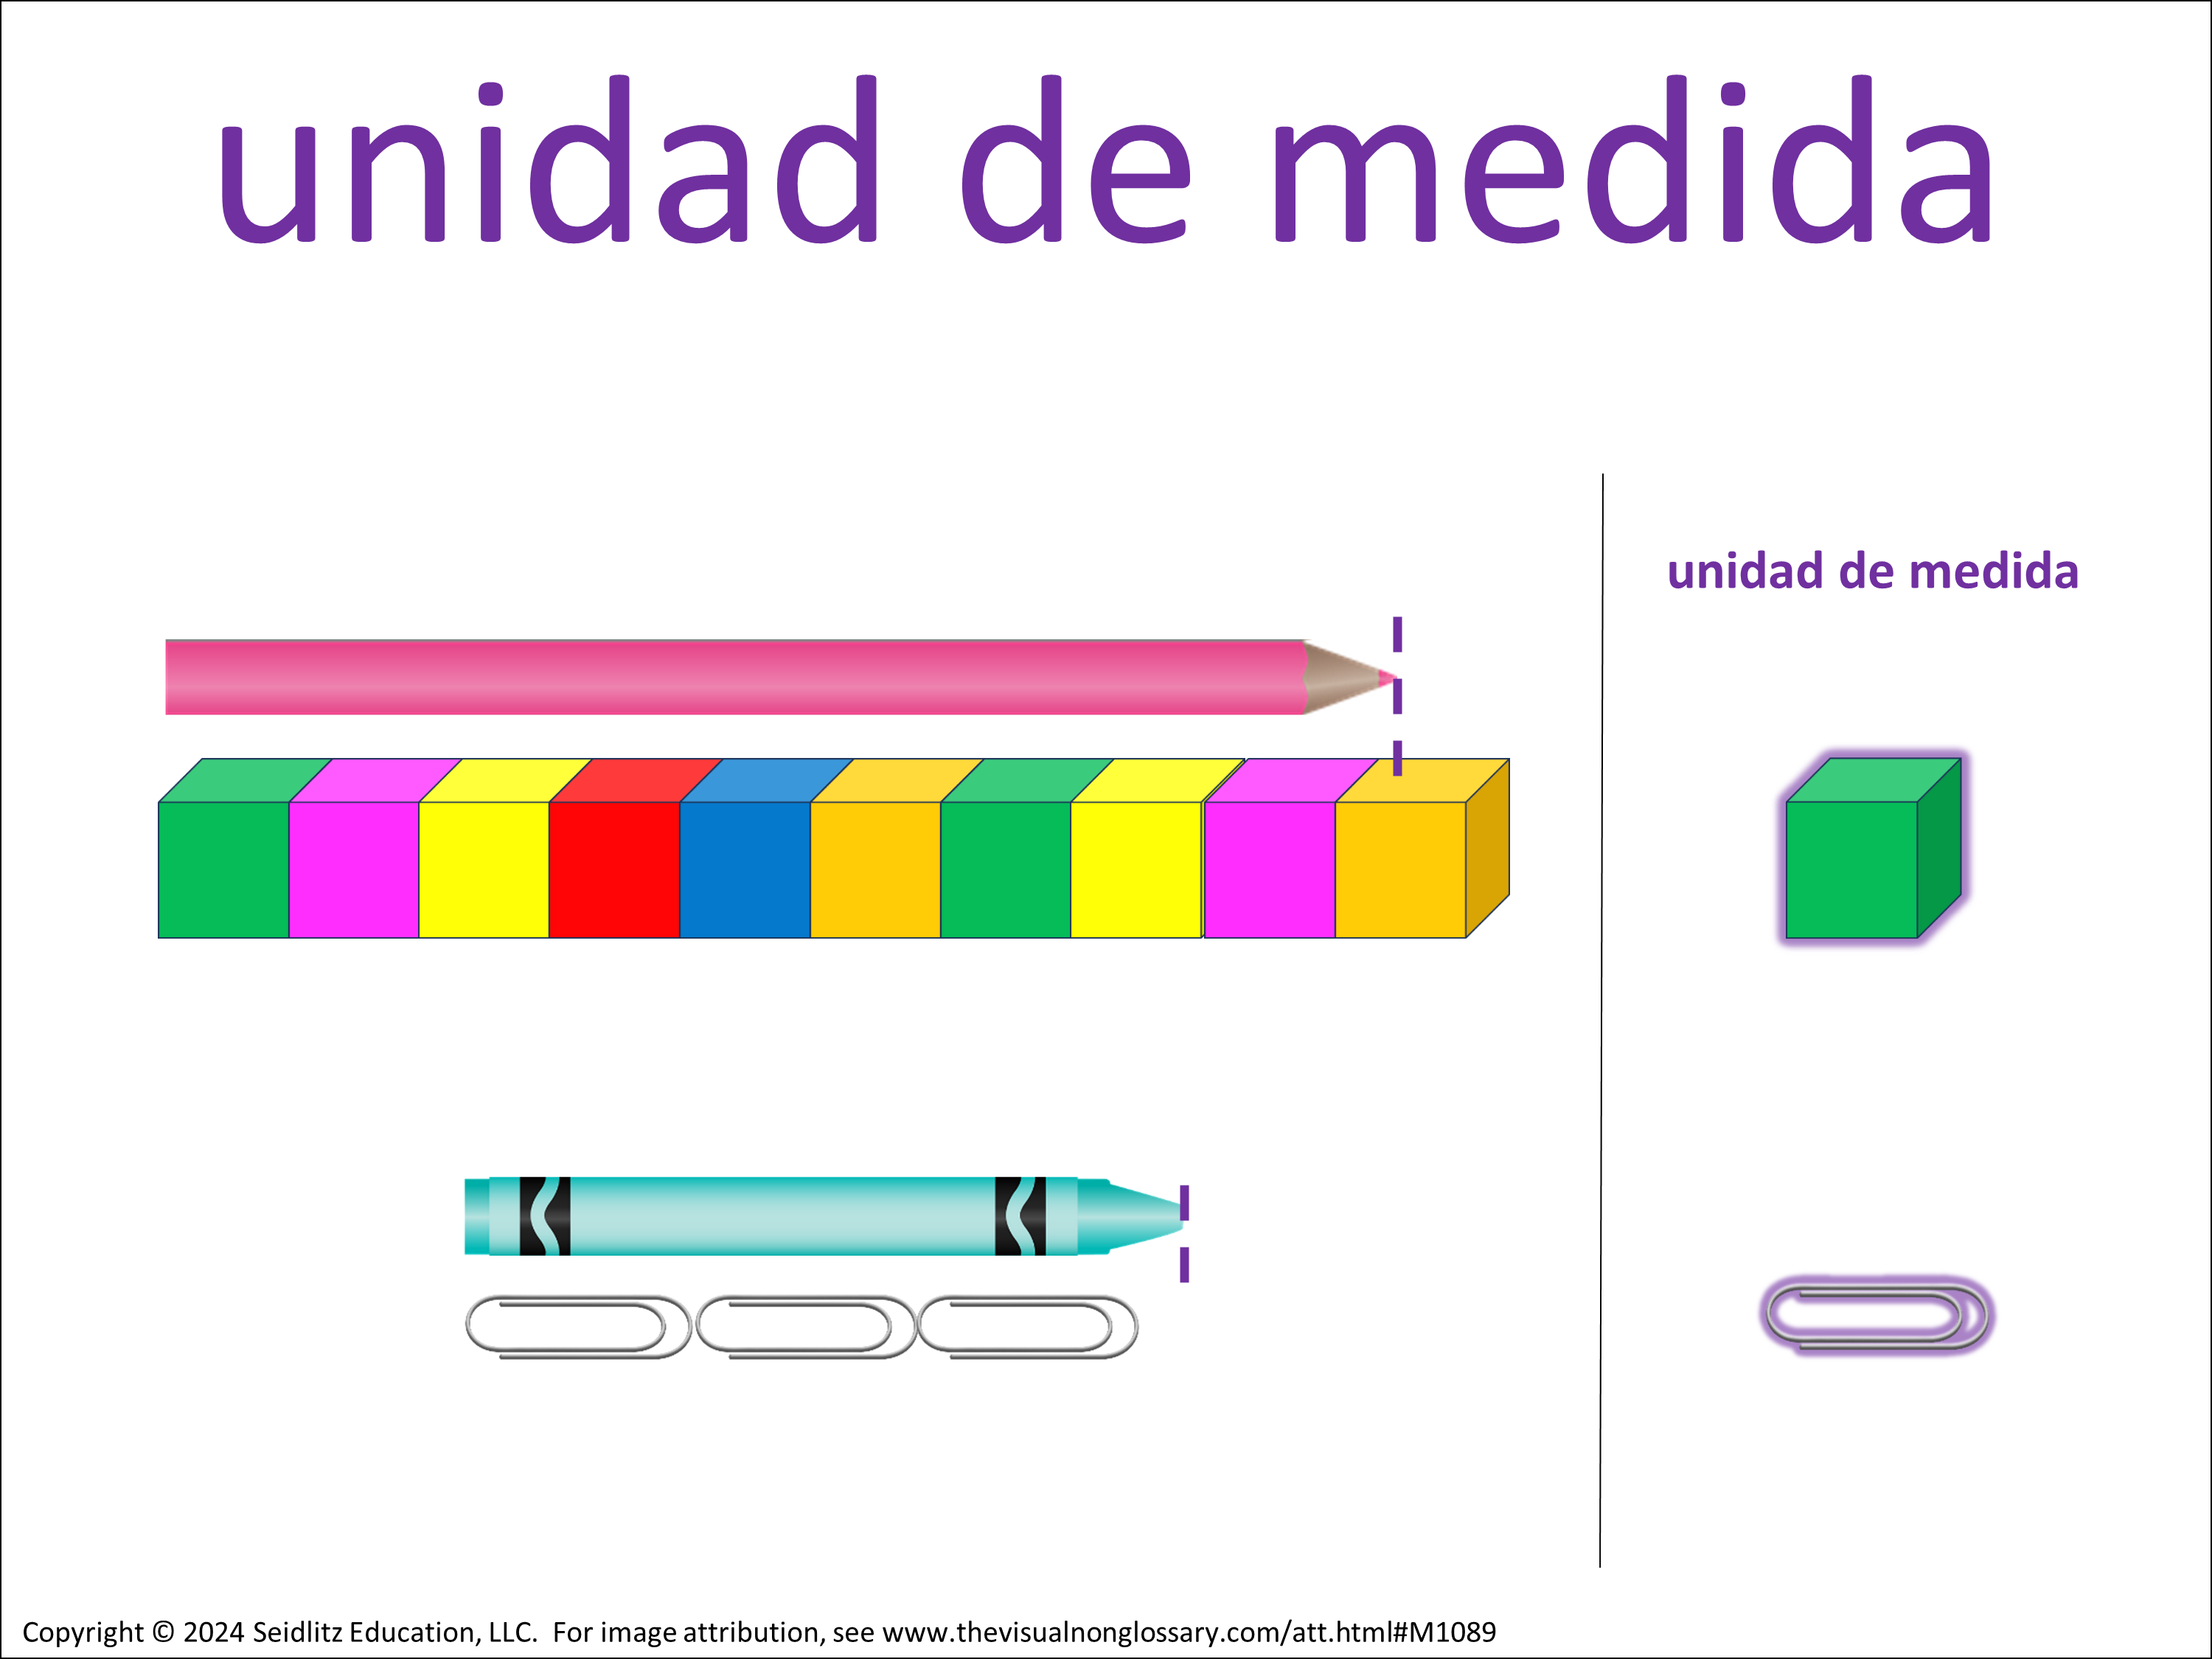 unidad de medida
unidad de medida
Copyright © 2024 Seidlitz Education, LLC.  For image attribution, see www.thevisualnonglossary.com/att.html#M1089